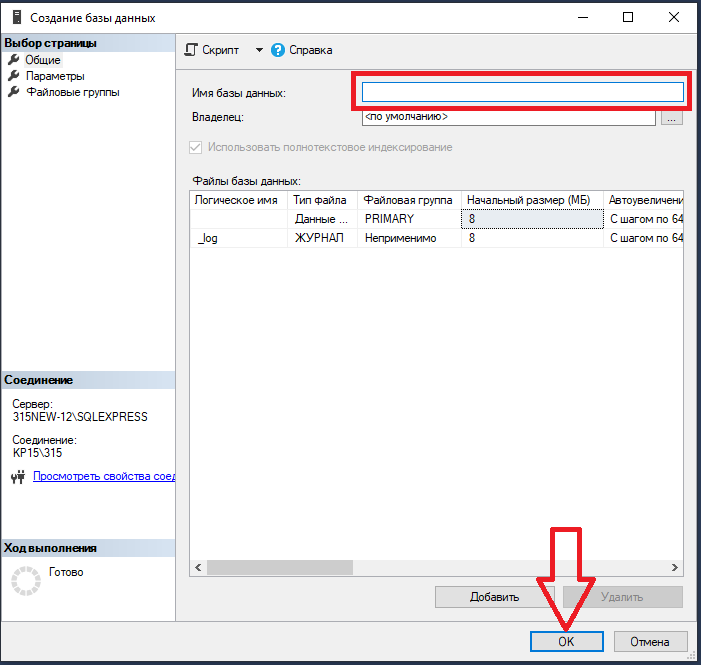 Создание базы данных
Выбор страницы
Общие
Параметры
Файловые группы
Скрипт
Справка
Имя базы данных:
Владелец:
<по умолчанию>
...
Использовать полнотекстовое индексирование
Файлы базы данных:
Логическое имя Тип файла Файловая группа Начальный размер (МБ) Автоувеличени
Данные ... PRIMARY 8 С шагом по 64
_log ЖУРНАЛ Неприменимо 8 С шагом по 64
Соединение
Сервер:
315NEW-12\SQLEXPRESS
Соединение:
KP15\315
Просмотреть свойства соед
Ход выполнения
Готово
Добавить
Удалить
OK
Отмена